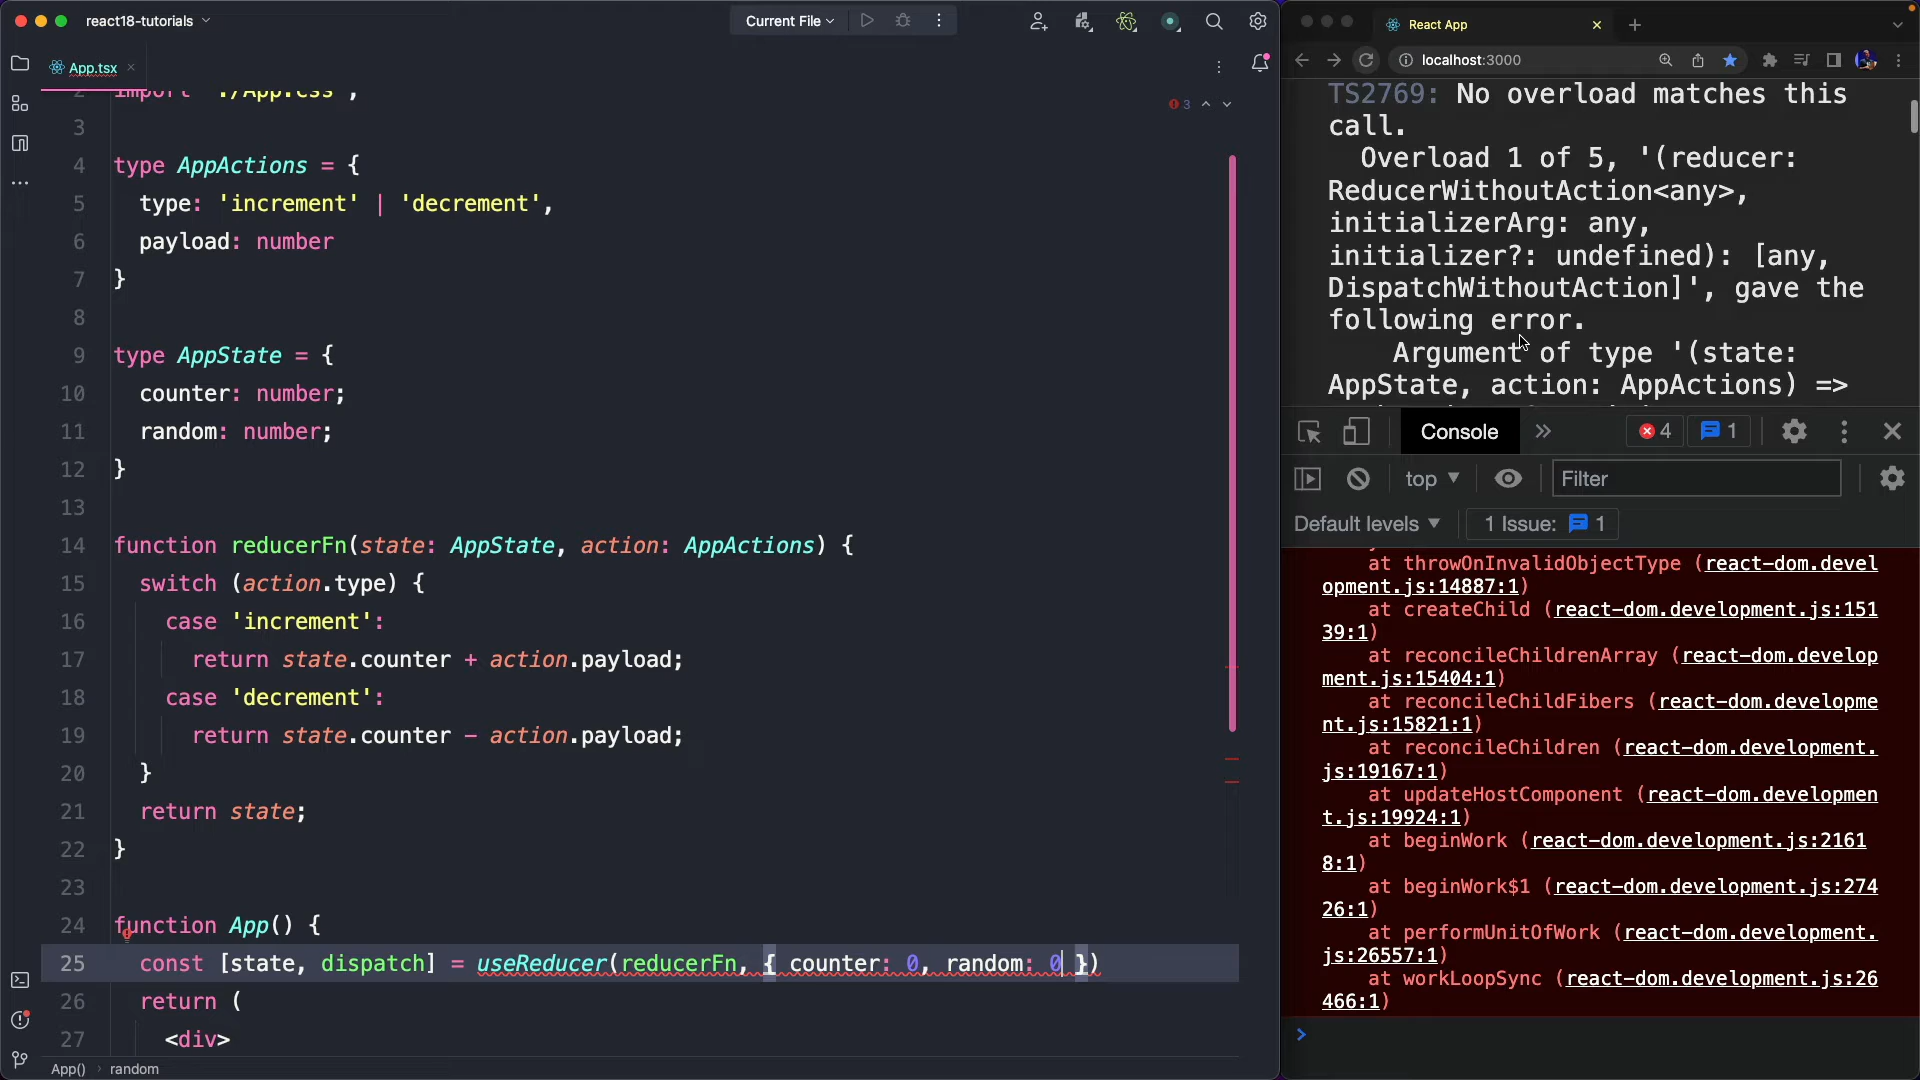 react18-tutorials
Current File
App.tsx
3
2 import './App.css';
3
4 type AppActions = {
5 type: 'increment' | 'decrement',
6 payload: number
7 }
8
9 type AppState = {
10 counter: number;
11 random: number;
12 }
13
14 function reducerFn(state: AppState, action: AppActions) {
15 switch (action.type) {
16 case 'increment':
17 return state.counter + action.payload;
18 case 'decrement':
19 return state.counter - action.payload;
20 }
21 return state;
22 }
23
24 function App() {
25 const [state, dispatch] = useReducer(reducerFn, { counter: 0, random: 0 })
26 return (
27 <div>
App() › random
React App
localhost:3000
TS2769: No overload matches this
call.
Overload 1 of 5, '(reducer:
ReducerWithoutAction<any>,
initializerArg: any,
initializer?: undefined): [any,
DispatchWithoutAction]', gave the
following error.
Argument of type '(state:
AppState, action: AppActions) =>
Console
4
1
top
Filter
Default levels
1 Issue: 1
at throwOnInvalidObjectType (react-dom.devel
opment.js:14887:1)
at createChild (react-dom.development.js:151
39:1)
at reconcileChildrenArray (react-dom.develop
ment.js:15404:1)
at reconcileChildFibers (react-dom.developme
nt.js:15821:1)
at reconcileChildren (react-dom.development.
js:19167:1)
at updateHostComponent (react-dom.developmen
t.js:19924:1)
at beginWork (react-dom.development.js:2161
8:1)
at beginWork$1 (react-dom.development.js:274
26:1)
at performUnitOfWork (react-dom.development.
js:26557:1)
at workLoopSync (react-dom.development.js:26
466:1)